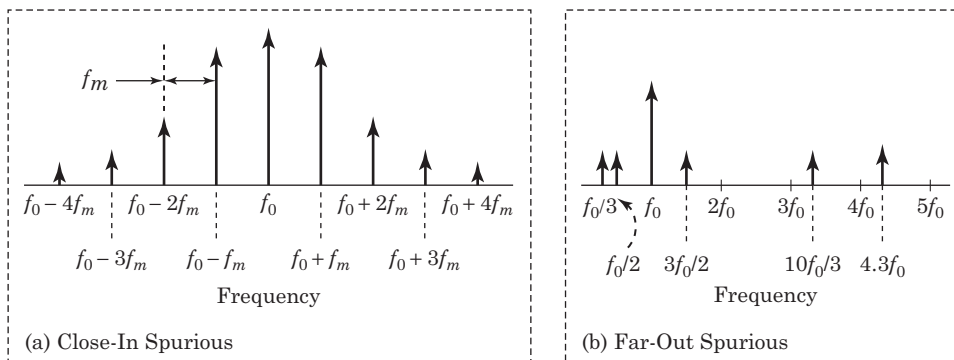 fₘ
f₀ − 4fₘ f₀ − 2fₘ f₀ f₀ + 2fₘ f₀ + 4fₘ
f₀ − 3fₘ f₀ − fₘ f₀ + fₘ f₀ + 3fₘ
Frequency
(a) Close-In Spurious
f₀/3 f₀ 2f₀ 3f₀ 4f₀ 5f₀
f₀/2 3f₀/2 10f₀/3 4.3f₀
Frequency
(b) Far-Out Spurious